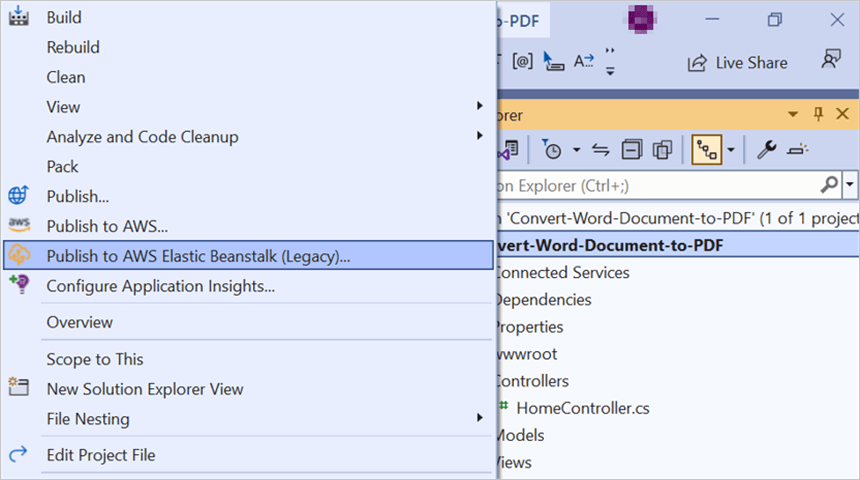 Build
Rebuild
Clean
View
Analyze and Code Cleanup
Pack
Publish...
aws Publish to AWS...
Publish to AWS Elastic Beanstalk (Legacy)...
Configure Application Insights...
Overview
Scope to This
New Solution Explorer View
File Nesting
Edit Project File
o-PDF
[@] A
Live Share
orer
on Explorer (Ctrl+;)
n 'Convert-Word-Document-to-PDF' (1 of 1 project
vert-Word-Document-to-PDF
Connected Services
Dependencies
Properties
wwwroot
Controllers
HomeController.cs
Models
Views